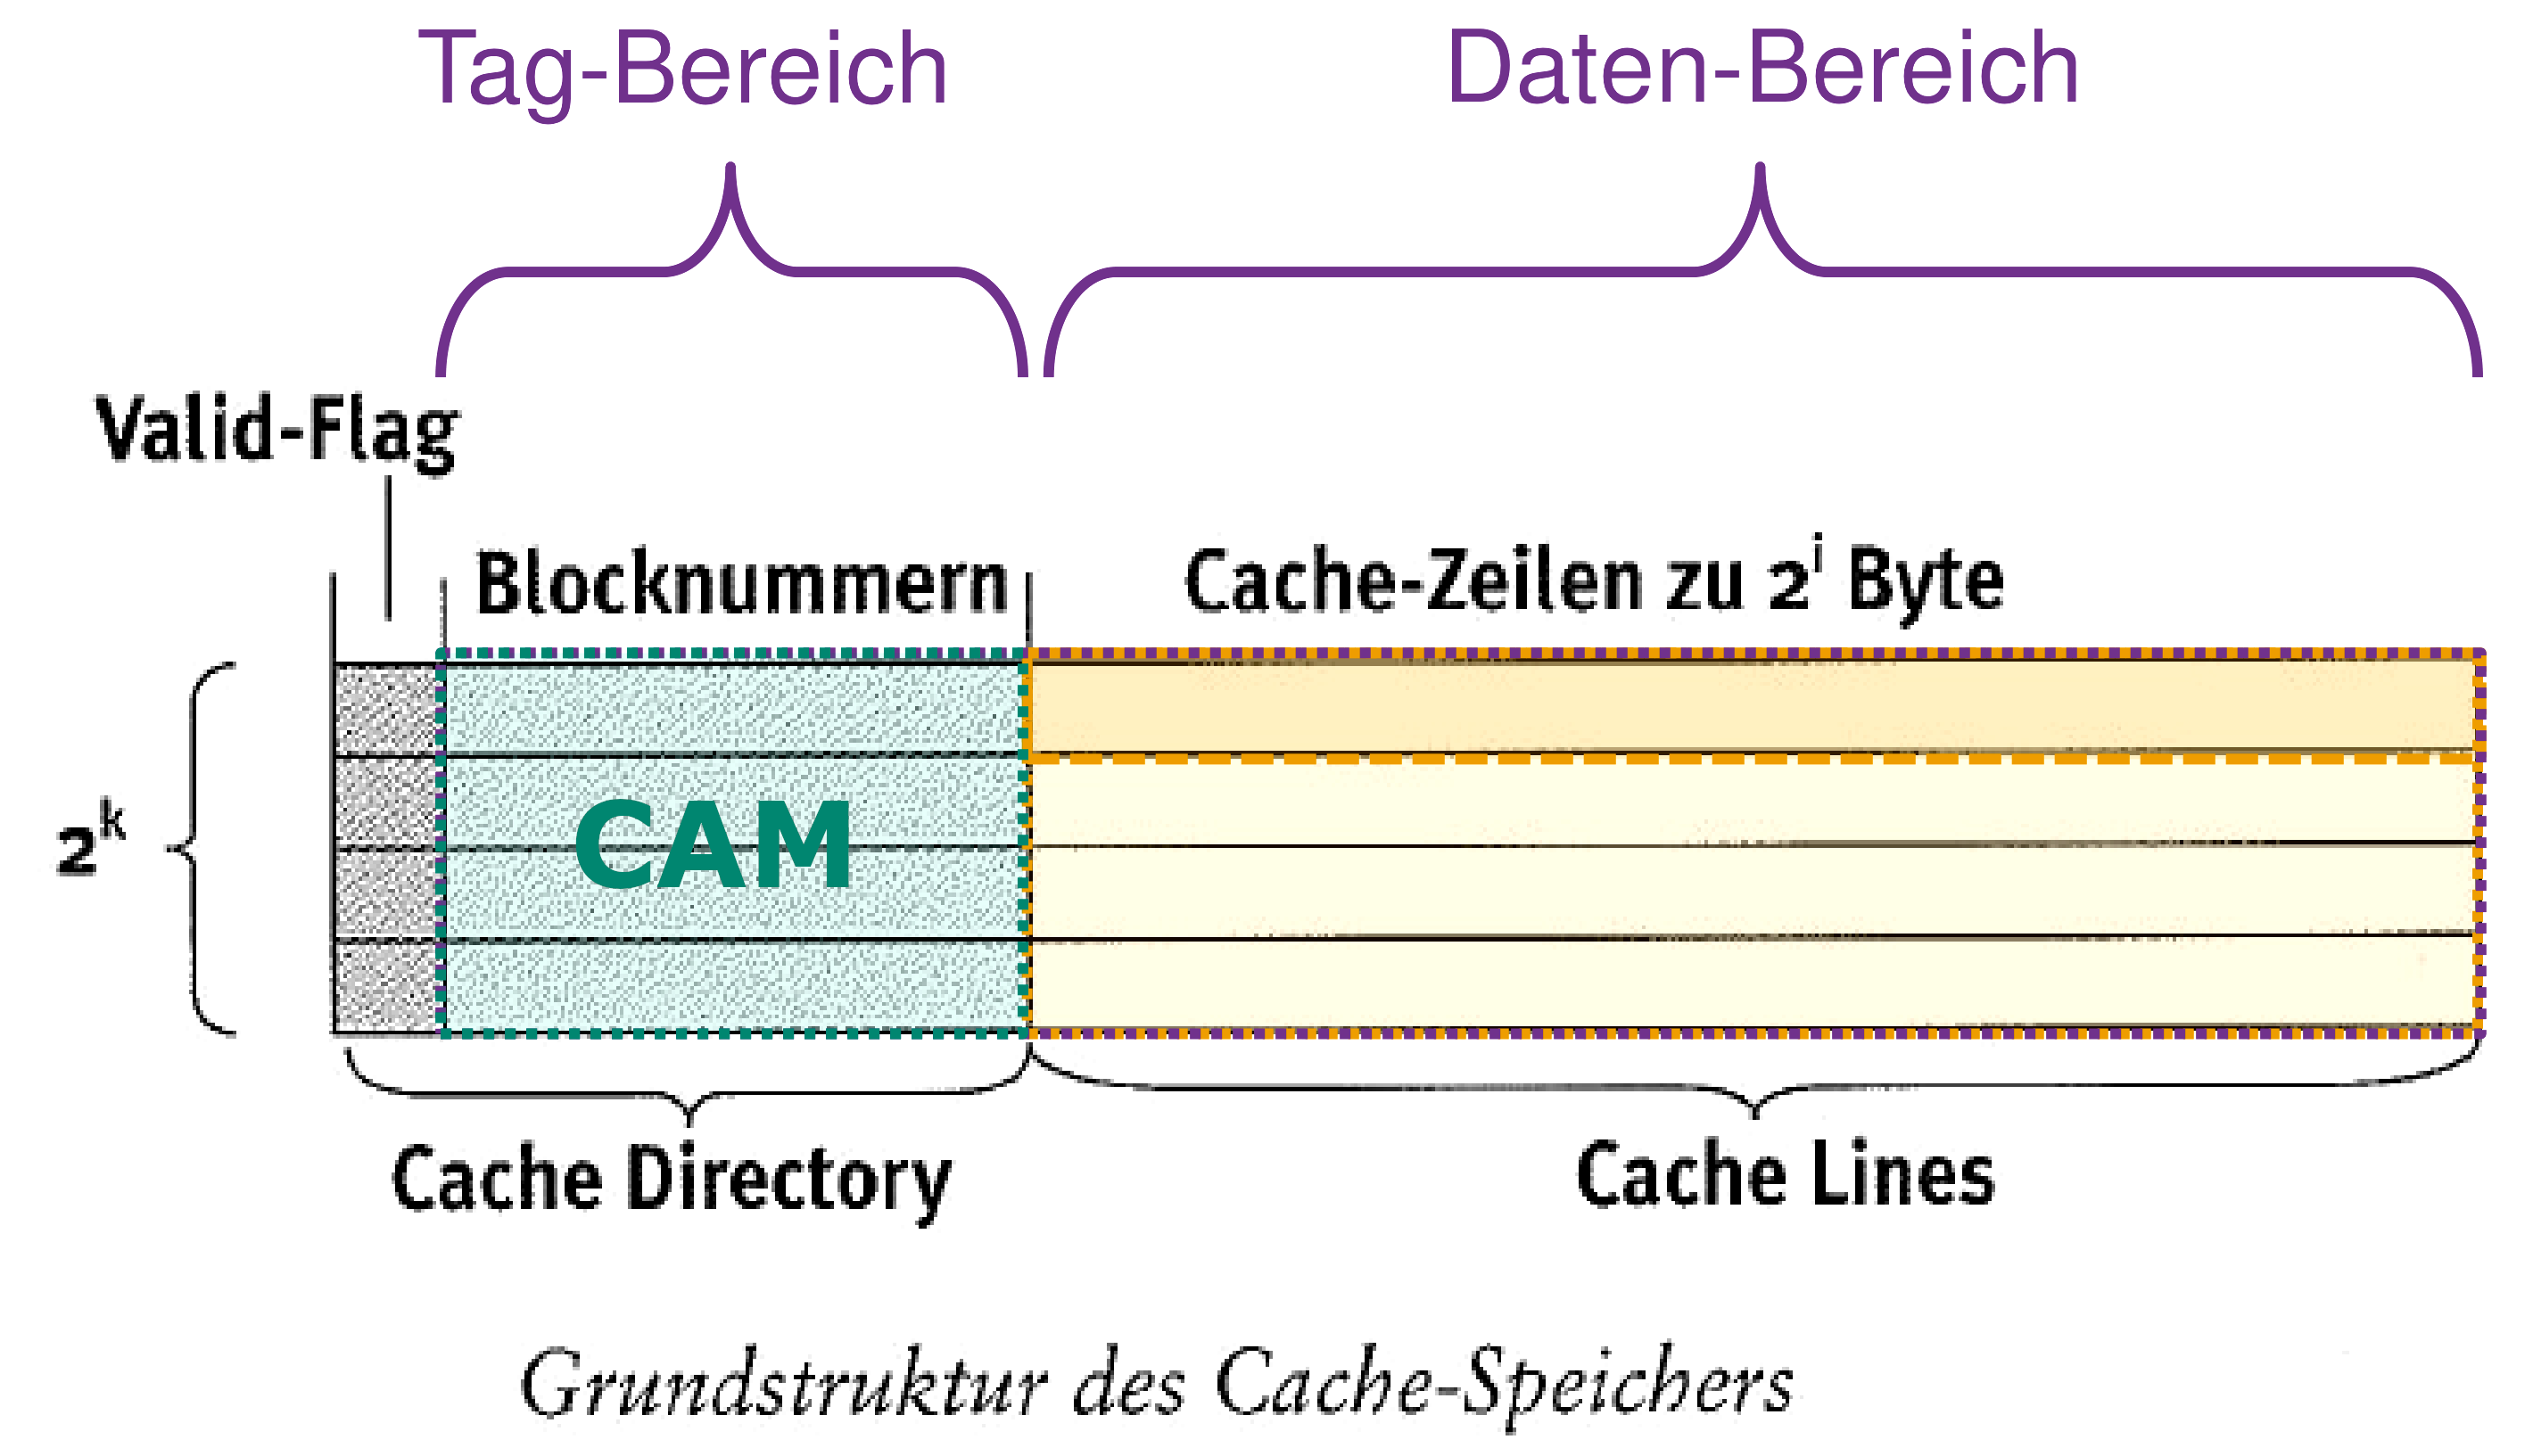 Tag-Bereich Daten-Bereich
Valid-Flag
Blocknummern Cache-Zeilen zu 2^i Byte
2^k
CAM
Cache Directory Cache Lines
Grundstruktur des Cache-Speichers